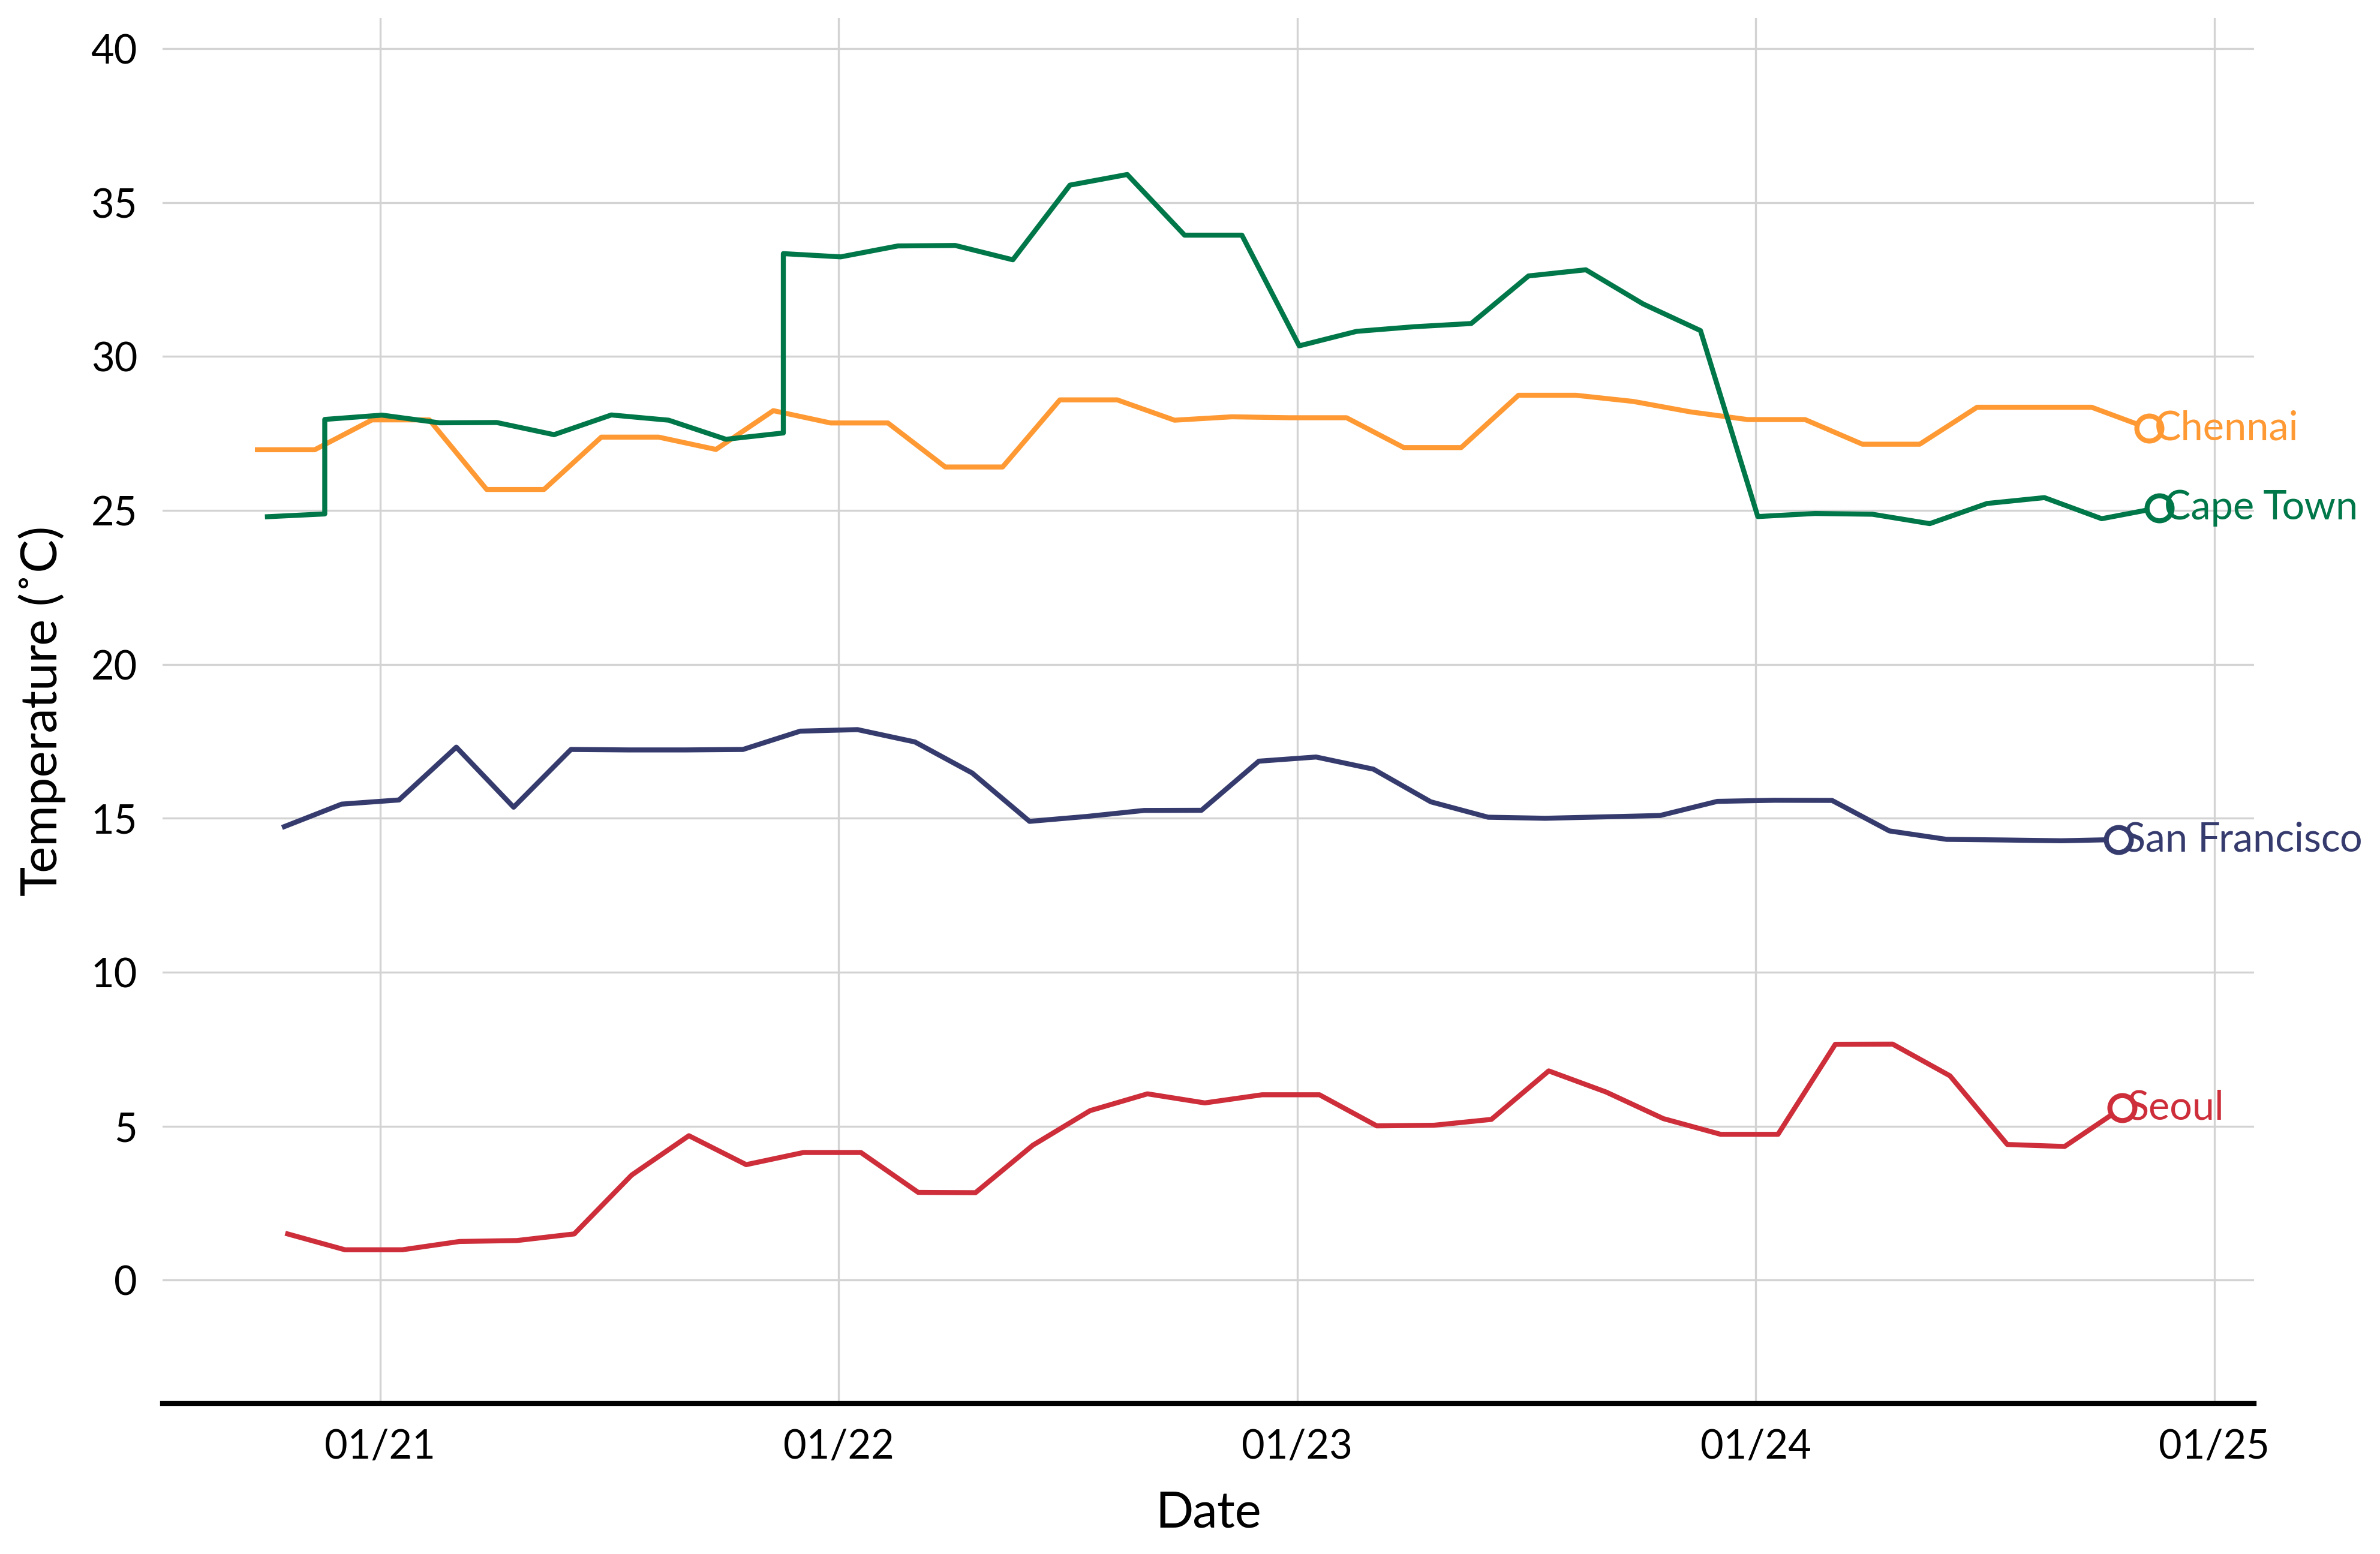 40
35
30
25
20
15
10
5
0
Temperature (°C)
Chennai
Cape Town
San Francisco
Seoul
01/21
01/22
01/23
01/24
01/25
Date